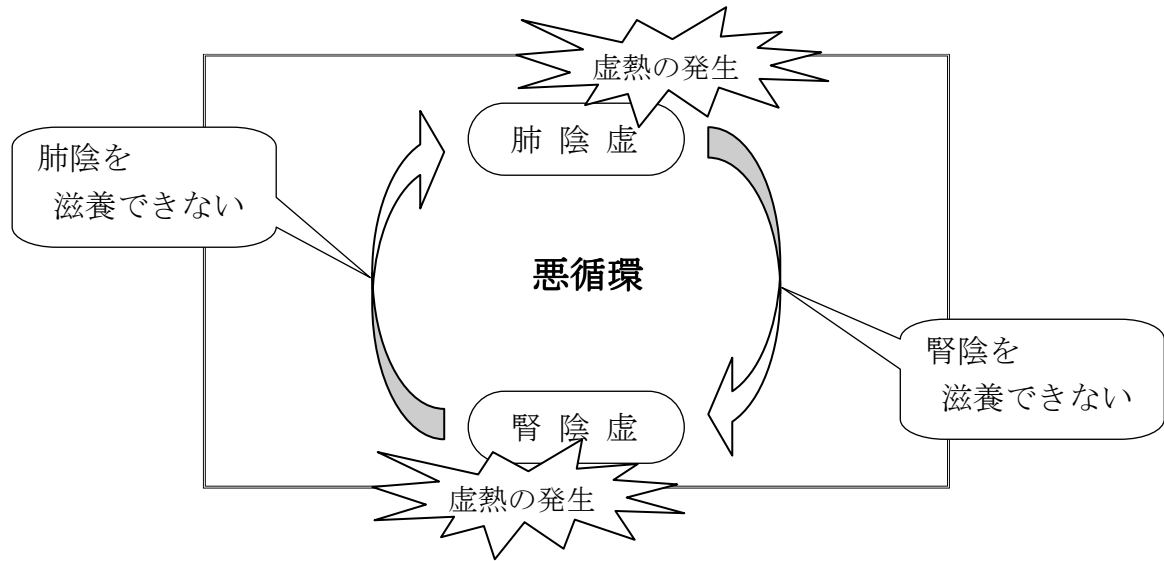 虚熱の発生
肺 陰 虚
肺陰を
滋養できない
悪循環
腎陰を
滋養できない
腎 陰 虚
虚熱の発生